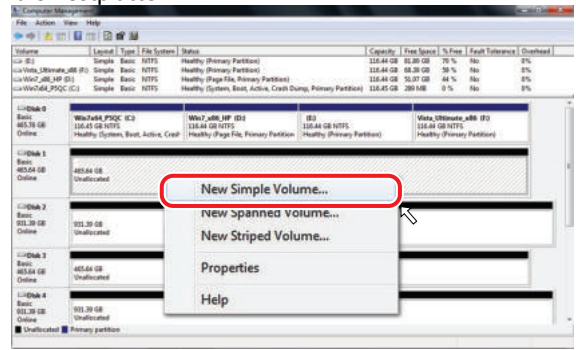 Computer Management
File Action View Help
Volume Layout Type File System Status Capacity Free Space % Free Fault Tolerance Overhead
(E:) Simple Basic NTFS Healthy (Primary Partition) 116.44 GB 81.80 GB 70 % No 0%
Vista_Ultimate_x86 (F:) Simple Basic NTFS Healthy (Primary Partition) 116.44 GB 68.39 GB 59 % No 0%
Win7_x86_HP (D:) Simple Basic NTFS Healthy (Page File, Primary Partition) 116.44 GB 51.07 GB 44 % No 0%
Win7x64_PSQC (C:) Simple Basic NTFS Healthy (System, Boot, Active, Crash Dump, Primary Partition) 116.45 GB 289 MB 0 % No 0%
Disk 0
Basic
465.76 GB
Online
Win7x64_PSQC (C:)
116.45 GB NTFS
Healthy (System, Boot, Active, Crash
Win7_x86_HP (D:)
116.44 GB NTFS
Healthy (Page File, Primary Partition
(E:)
116.44 GB NTFS
Healthy (Primary Partition)
Vista_Ultimate_x86 (F:)
116.44 GB NTFS
Healthy (Primary Partition)
Disk 1
Basic
465.64 GB
Online
465.64 GB
Unallocated
New Simple Volume...
New Spanned Volume...
New Striped Volume...
Properties
Help
Disk 2
Basic
931.39 GB
Online
931.39 GB
Unallocated
Disk 3
Basic
465.64 GB
Online
465.64 GB
Unallocated
Disk 4
Basic
931.39 GB
Online
931.39 GB
Unallocated
Unallocated Primary partition